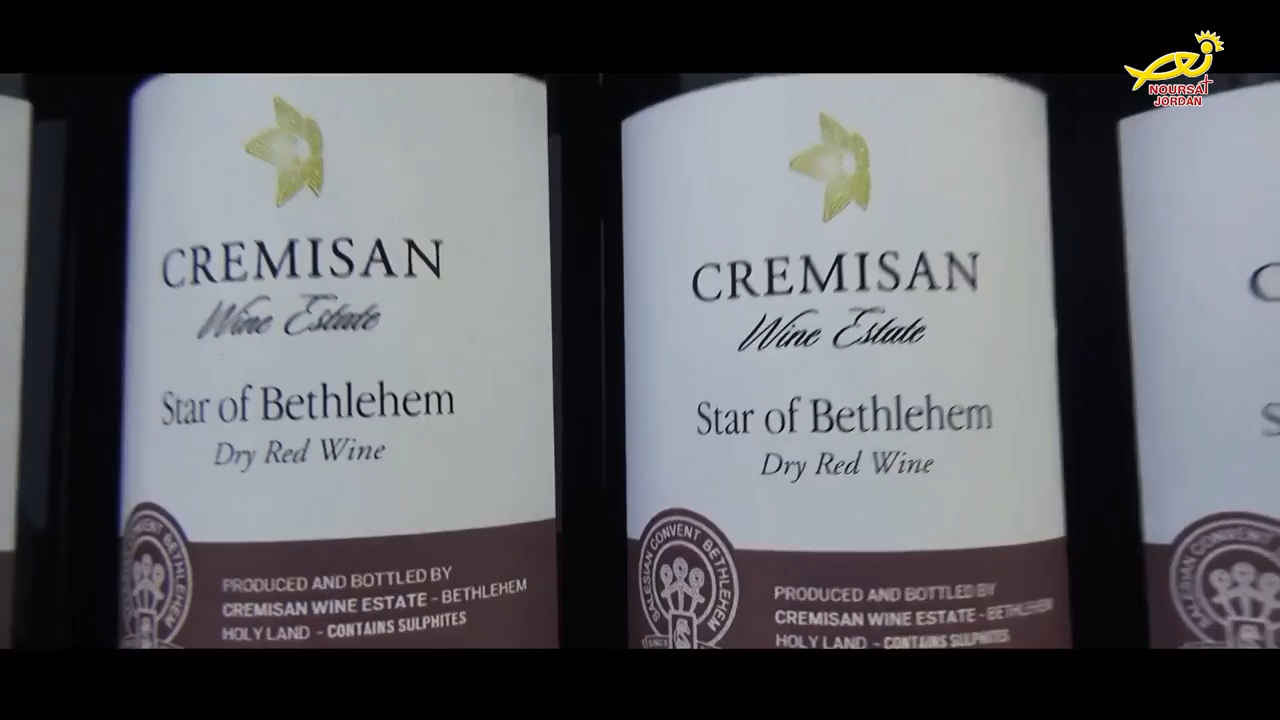 NOURSAT
JORDAN
CREMISAN
Wine Estate
Star of Bethlehem
Dry Red Wine
PRODUCED AND BOTTLED BY
CREMISAN WINE ESTATE - BETHLEHEM
HOLY LAND - CONTAINS SULPHITES
CREMISAN
Wine Estate
Star of Bethlehem
Dry Red Wine
SALESIAN CONVENT BETHLEHEM
PRODUCED AND BOTTLED BY
CREMISAN WINE ESTATE - BETHLEHEM
HOLY LAND - CONTAINS SULPHITES
SALESIAN CONVENT